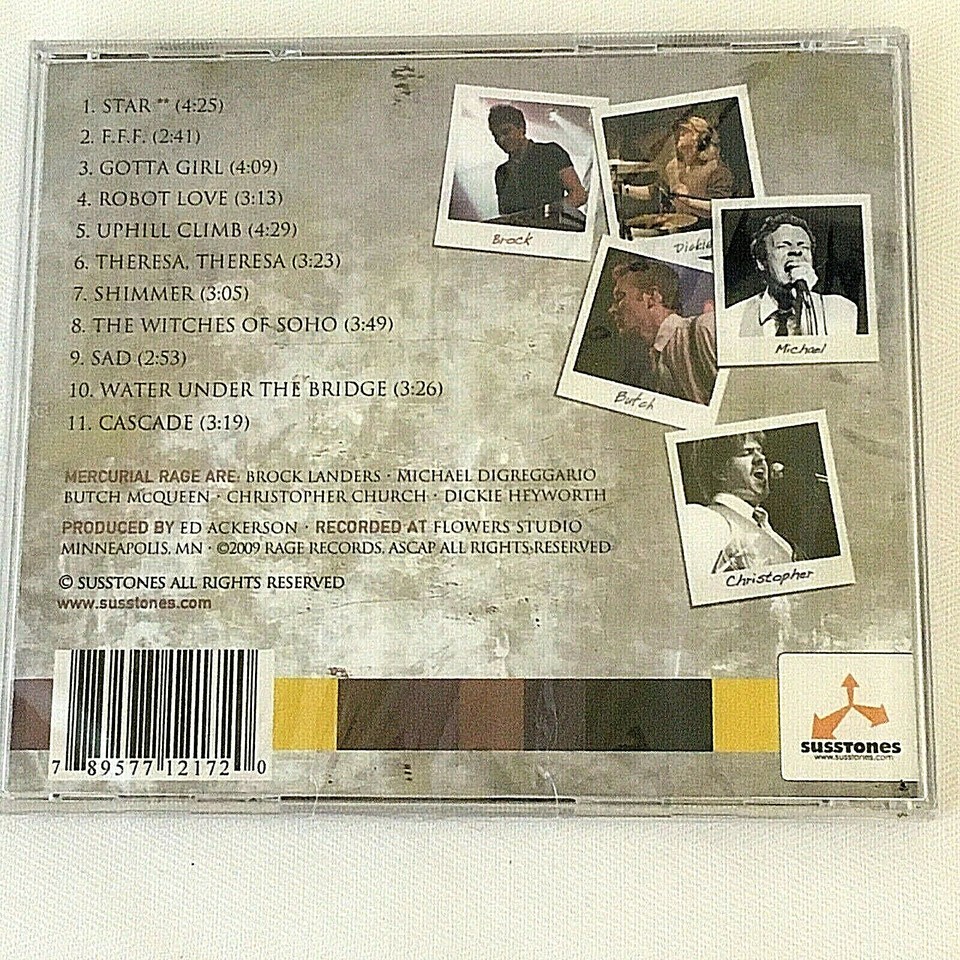 1. STAR ** (4:25)
2. F.F.F. (2:41)
3. GOTTA GIRL (4:09)
4. ROBOT LOVE (3:13)
5. UPHILL CLIMB (4:29)
6. THERESA, THERESA (3:23)
7. SHIMMER (3:05)
8. THE WITCHES OF SOHO (3:49)
9. SAD (2:53)
10. WATER UNDER THE BRIDGE (3:26)
11. CASCADE (3:19)
MERCURIAL RAGE ARE: BROCK LANDERS · MICHAEL DIGREGGARIO
BUTCH McQUEEN · CHRISTOPHER CHURCH · DICKIE HEYWORTH
PRODUCED BY ED ACKERSON · RECORDED AT FLOWERS STUDIO
MINNEAPOLIS, MN · ©2009 RAGE RECORDS, ASCAP ALL RIGHTS RESERVED
© SUSSTONES ALL RIGHTS RESERVED
www.susstones.com
Brock
Michael
Butch
Christopher
7 89577 12172 0
SUSSTONES
www.susstones.com